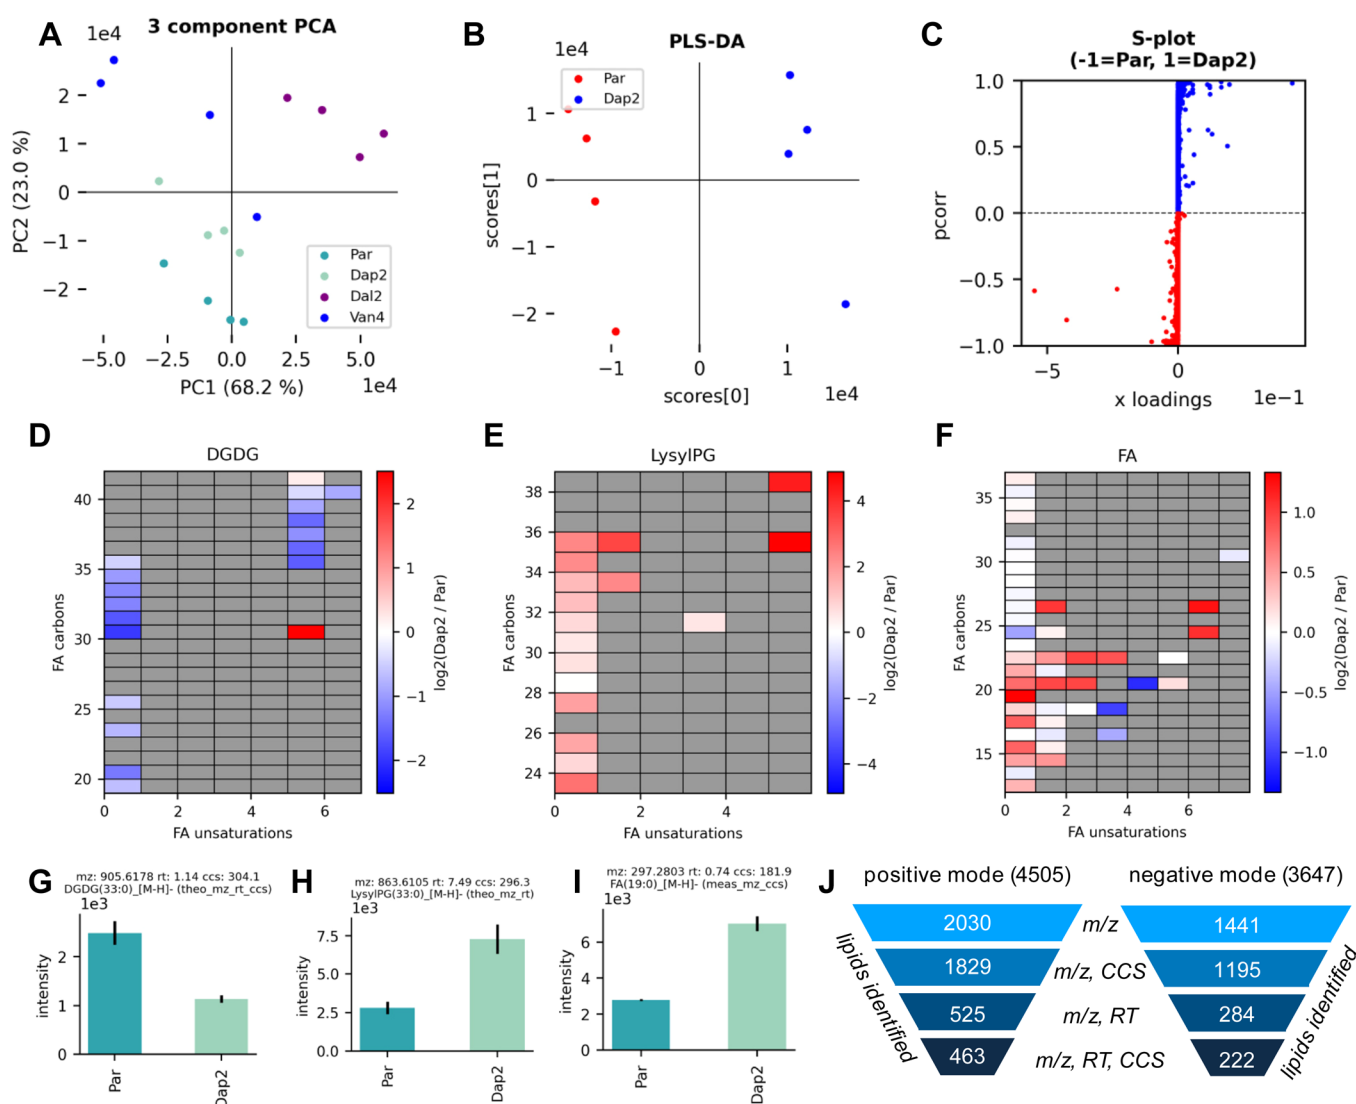 A
1e4
3 component PCA
2
1
0
−1
−2
PC2 (23.0 %)
Par
Dap2
Dal2
Van4
−5.0
−2.5
0.0
2.5
5.0
PC1 (68.2 %)
1e4
B
1e4
PLS-DA
Par
Dap2
1
0
−1
−2
scores[1]
−1
0
1
scores[0]
1e4
C
S-plot
(-1=Par, 1=Dap2)
1.0
0.5
0.0
−0.5
−1.0
pcorr
−5
0
x loadings
1e−1
D
DGDG
40
35
30
25
20
FA carbons
0
2
4
6
FA unsaturations
2
1
0
−1
−2
log2(Dap2 / Par)
E
LysylPG
38
36
34
32
30
28
26
24
FA carbons
0
2
4
FA unsaturations
4
2
0
−2
−4
log2(Dap2 / Par)
F
FA
35
30
25
20
15
FA carbons
0
2
4
6
FA unsaturations
1.0
0.5
0.0
−0.5
−1.0
log2(Dap2 / Par)
G
mz: 905.6178 rt: 1.14 ccs: 304.1
DGDG(33:0)_[M-H]- (theo_mz_rt_ccs)
1e3
2
1
0
intensity
Par
Dap2
H
mz: 863.6105 rt: 7.49 ccs: 296.3
LysylPG(33:0)_[M-H]- (theo_mz_rt)
1e3
7.5
5.0
2.5
0.0
intensity
Par
Dap2
I
mz: 297.2803 rt: 0.74 ccs: 181.9
FA(19:0)_[M-H]- (meas_mz_ccs)
1e3
6
4
2
0
intensity
Par
Dap2
J
positive mode (4505)
negative mode (3647)
2030
m/z
1441
1829
m/z, CCS
1195
525
m/z, RT
284
463
m/z, RT, CCS
222
lipids identified
lipids identified